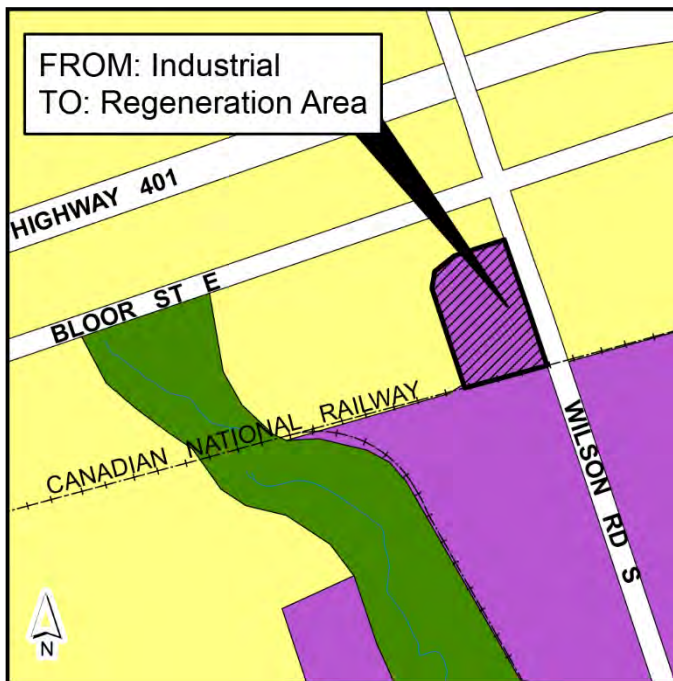 FROM: Industrial
TO: Regeneration Area
HIGHWAY 401
BLOOR ST E
CANADIAN NATIONAL RAILWAY
WILSON RD S
N